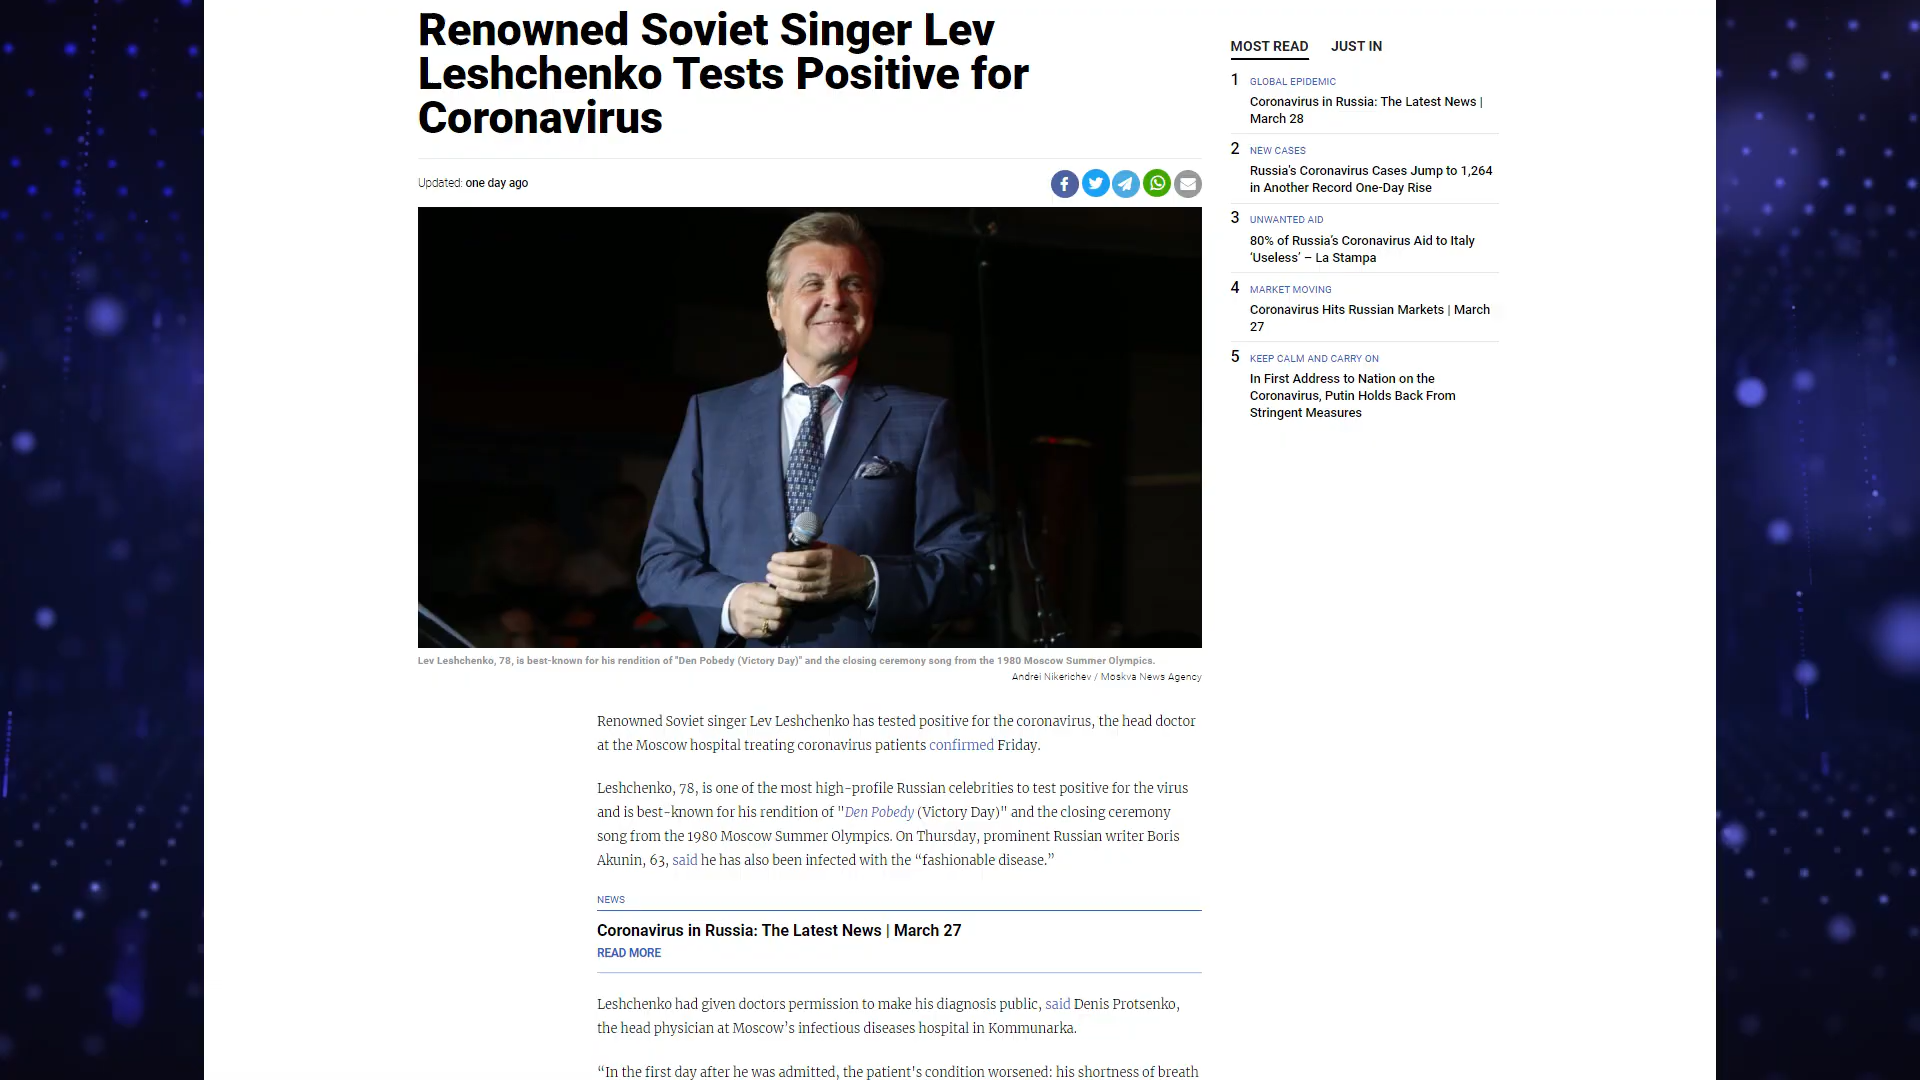 Renowned Soviet Singer Lev
Leshchenko Tests Positive for
Coronavirus
Updated: one day ago
Lev Leshchenko, 78, is best-known for his rendition of "Den Pobedy (Victory Day)" and the closing ceremony song from the 1980 Moscow Summer Olympics.
Andrei Nikerichev / Moskva News Agency
Renowned Soviet singer Lev Leshchenko has tested positive for the coronavirus, the head doctor
at the Moscow hospital treating coronavirus patients confirmed Friday.
Leshchenko, 78, is one of the most high-profile Russian celebrities to test positive for the virus
and is best-known for his rendition of "Den Pobedy (Victory Day)" and the closing ceremony
song from the 1980 Moscow Summer Olympics. On Thursday, prominent Russian writer Boris
Akunin, 63, said he has also been infected with the “fashionable disease.”
NEWS
Coronavirus in Russia: The Latest News | March 27
READ MORE
Leshchenko had given doctors permission to make his diagnosis public, said Denis Protsenko,
the head physician at Moscow’s infectious diseases hospital in Kommunarka.
“In the first day after he was admitted, the patient's condition worsened: his shortness of breath
MOST READ JUST IN
1 GLOBAL EPIDEMIC
Coronavirus in Russia: The Latest News |
March 28
2 NEW CASES
Russia's Coronavirus Cases Jump to 1,264
in Another Record One-Day Rise
3 UNWANTED AID
80% of Russia’s Coronavirus Aid to Italy
‘Useless’ – La Stampa
4 MARKET MOVING
Coronavirus Hits Russian Markets | March
27
5 KEEP CALM AND CARRY ON
In First Address to Nation on the
Coronavirus, Putin Holds Back From
Stringent Measures